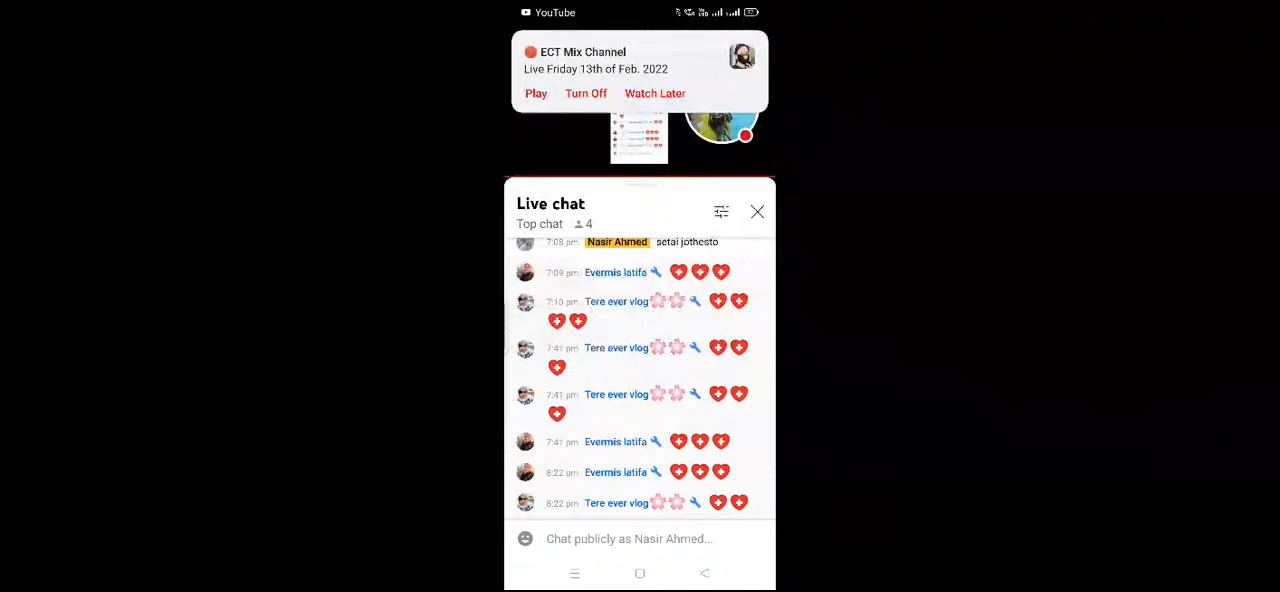 YouTube
77
ECT Mix Channel
Live Friday 13th of Feb. 2022
Play Turn Off Watch Later
Live chat
Top chat 4
7:08 pm Nasir Ahmed setai jothesto
7:09 pm Evermis latifa
7:10 pm Tere ever vlog
7:41 pm Tere ever vlog
7:41 pm Tere ever vlog
7:41 pm Evermis latifa
8:22 pm Evermis latifa
8:22 pm Tere ever vlog
Chat publicly as Nasir Ahmed...